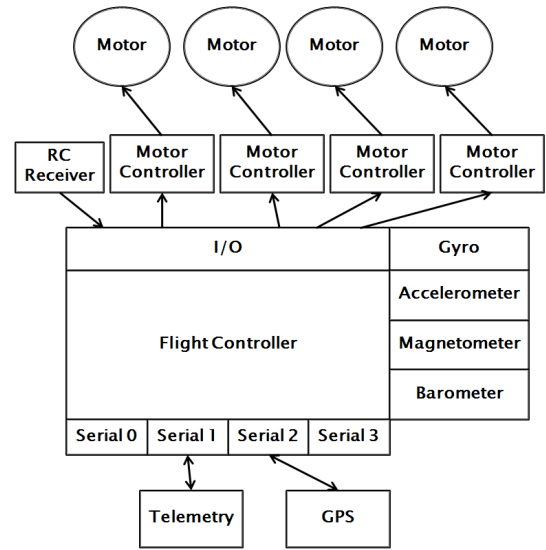 Motor
Motor
Motor
Motor
RC
Receiver
Motor
Controller
Motor
Controller
Motor
Controller
Motor
Controller
I/O
Gyro
Accelerometer
Flight Controller
Magnetometer
Barometer
Serial 0
Serial 1
Serial 2
Serial 3
Telemetry
GPS